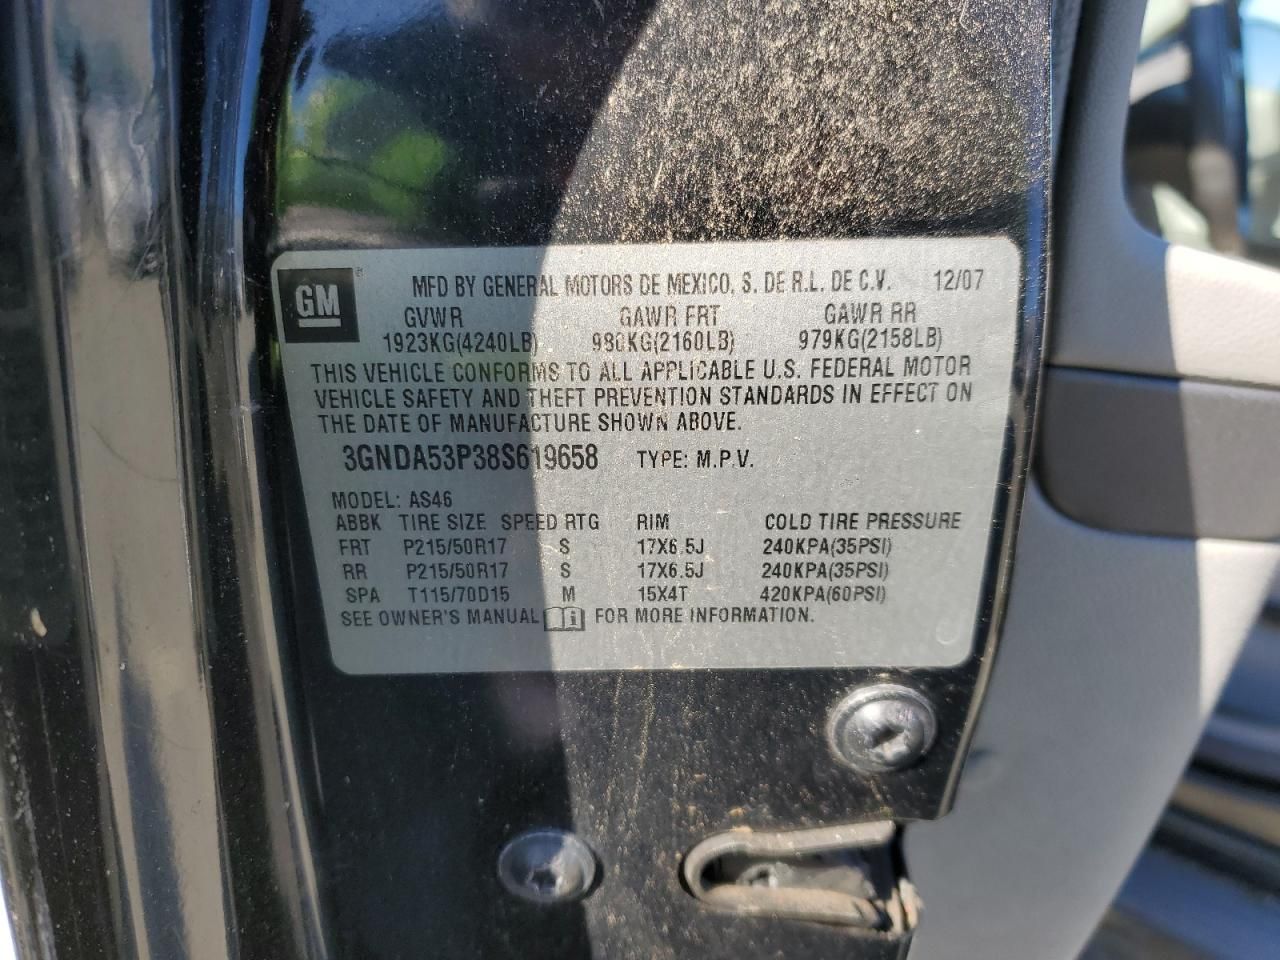 GM ® MFD BY GENERAL MOTORS DE MEXICO, S. DE R.L. DE C.V. 12/07
GVWR GAWR FRT GAWR RR
1923KG(4240LB) 980KG(2160LB) 979KG(2158LB)
THIS VEHICLE CONFORMS TO ALL APPLICABLE U.S. FEDERAL MOTOR
VEHICLE SAFETY AND THEFT PREVENTION STANDARDS IN EFFECT ON
THE DATE OF MANUFACTURE SHOWN ABOVE.
3GNDA53P38S619658 TYPE: M.P.V.
MODEL: AS46
ABBK TIRE SIZE SPEED RTG RIM COLD TIRE PRESSURE
FRT P215/50R17 S 17X6.5J 240KPA(35PSI)
RR P215/50R17 S 17X6.5J 240KPA(35PSI)
SPA T115/70D15 M 15X4T 420KPA(60PSI)
SEE OWNER'S MANUAL i FOR MORE INFORMATION.